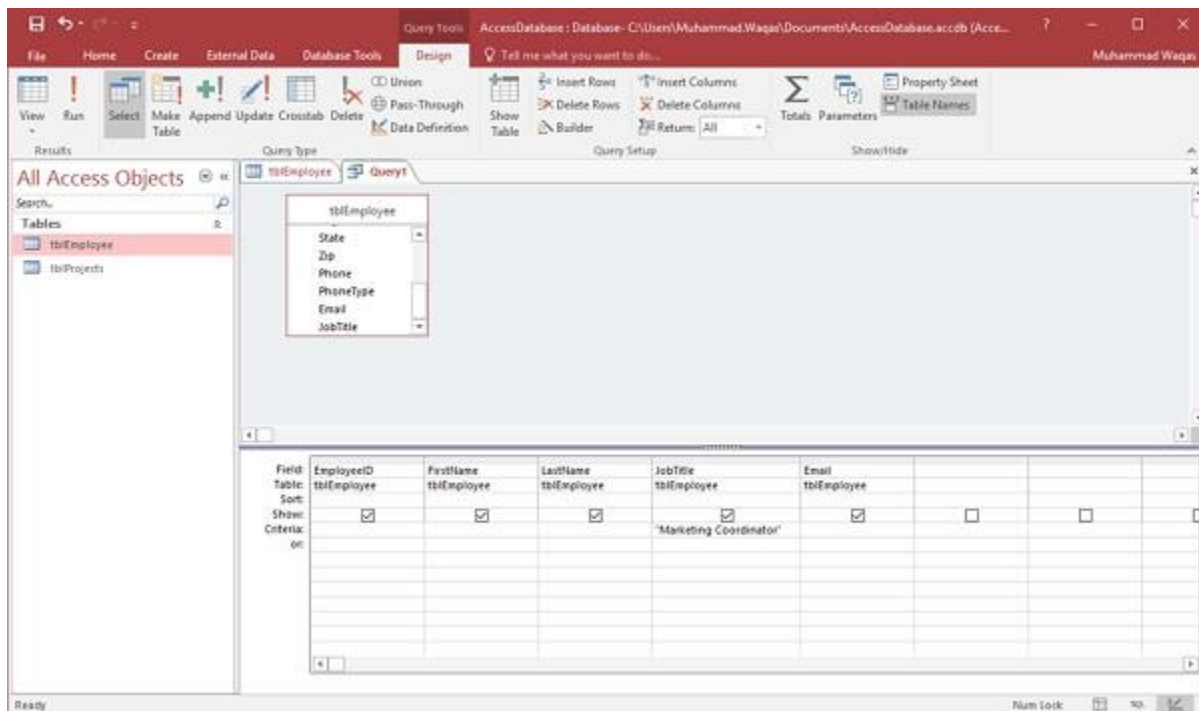 Query Tools
AccessDatabase : Database- C:\Users\Muhammad.Waqas\Documents\AccessDatabase.accdb (Acce...
?
File Home Create External Data Database Tools Design Tell me what you want to do...
Muhammad Waqas
View
Run
Select
Make Table
Append
Update
Crosstab
Delete
Union
Pass-Through
Data Definition
Show Table
Insert Rows
Delete Rows
Builder
Insert Columns
Delete Columns
Return: All
Totals
Parameters
Property Sheet
Table Names
Results
Query Type
Query Setup
Show/Hide
All Access Objects
Search..
Tables
tblEmployee
tblProjects
tblEmployee
Query1
tblEmployee
State
Zip
Phone
PhoneType
Email
JobTitle
Field: EmployeeID FirstName LastName JobTitle Email
Table: tblEmployee tblEmployee tblEmployee tblEmployee tblEmployee
Sort:
Show:
Criteria: "Marketing Coordinator"
or:
Ready
Num Lock
SQL